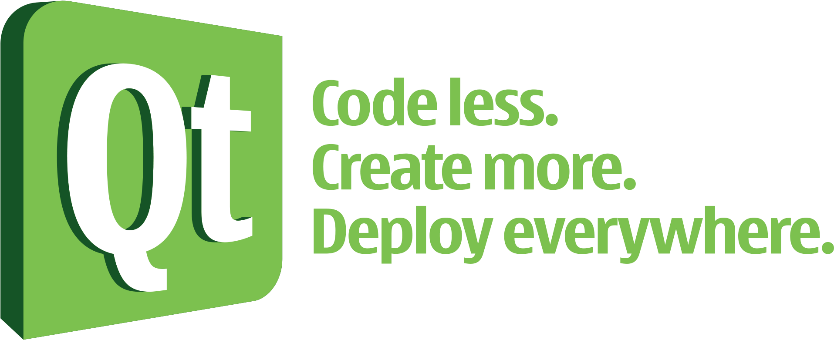 Qt
Code less.
Create more.
Deploy everywhere.